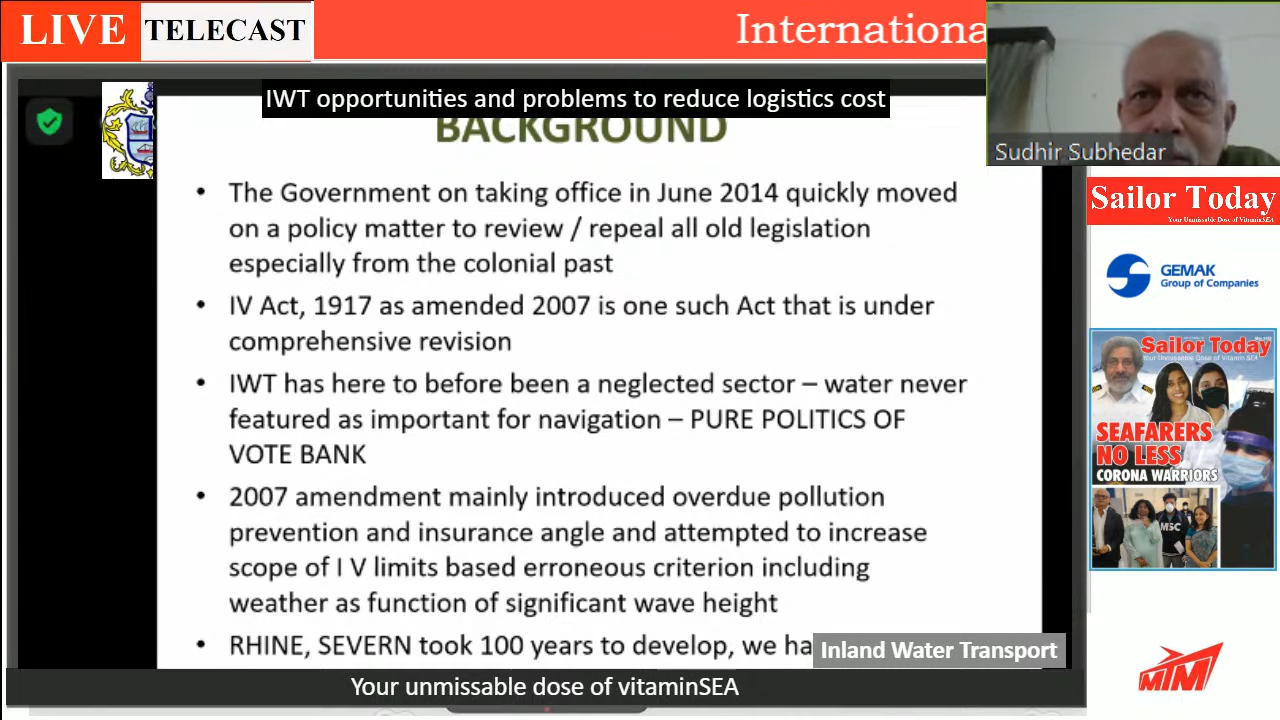 LIVE TELECAST
Internationa
IWT opportunities and problems to reduce logistics cost
BACKGROUND
Sudhir Subhedar
• The Government on taking office in June 2014 quickly moved
on a policy matter to review / repeal all old legislation
especially from the colonial past
• IV Act, 1917 as amended 2007 is one such Act that is under
comprehensive revision
• IWT has here to before been a neglected sector – water never
featured as important for navigation – PURE POLITICS OF
VOTE BANK
• 2007 amendment mainly introduced overdue pollution
prevention and insurance angle and attempted to increase
scope of I V limits based erroneous criterion including
weather as function of significant wave height
• RHINE, SEVERN took 100 years to develop, we ha
Inland Water Transport
Your unmissable dose of vitaminSEA
Sailor Today
Your Unmissable Dose of VitaminSEA
GEMAK
Group of Companies
Sailor Today
Your Unmissable Dose of Vitamin SEA
SEAFARERS
NO LESS
CORONA WARRIORS
MSC
MTM